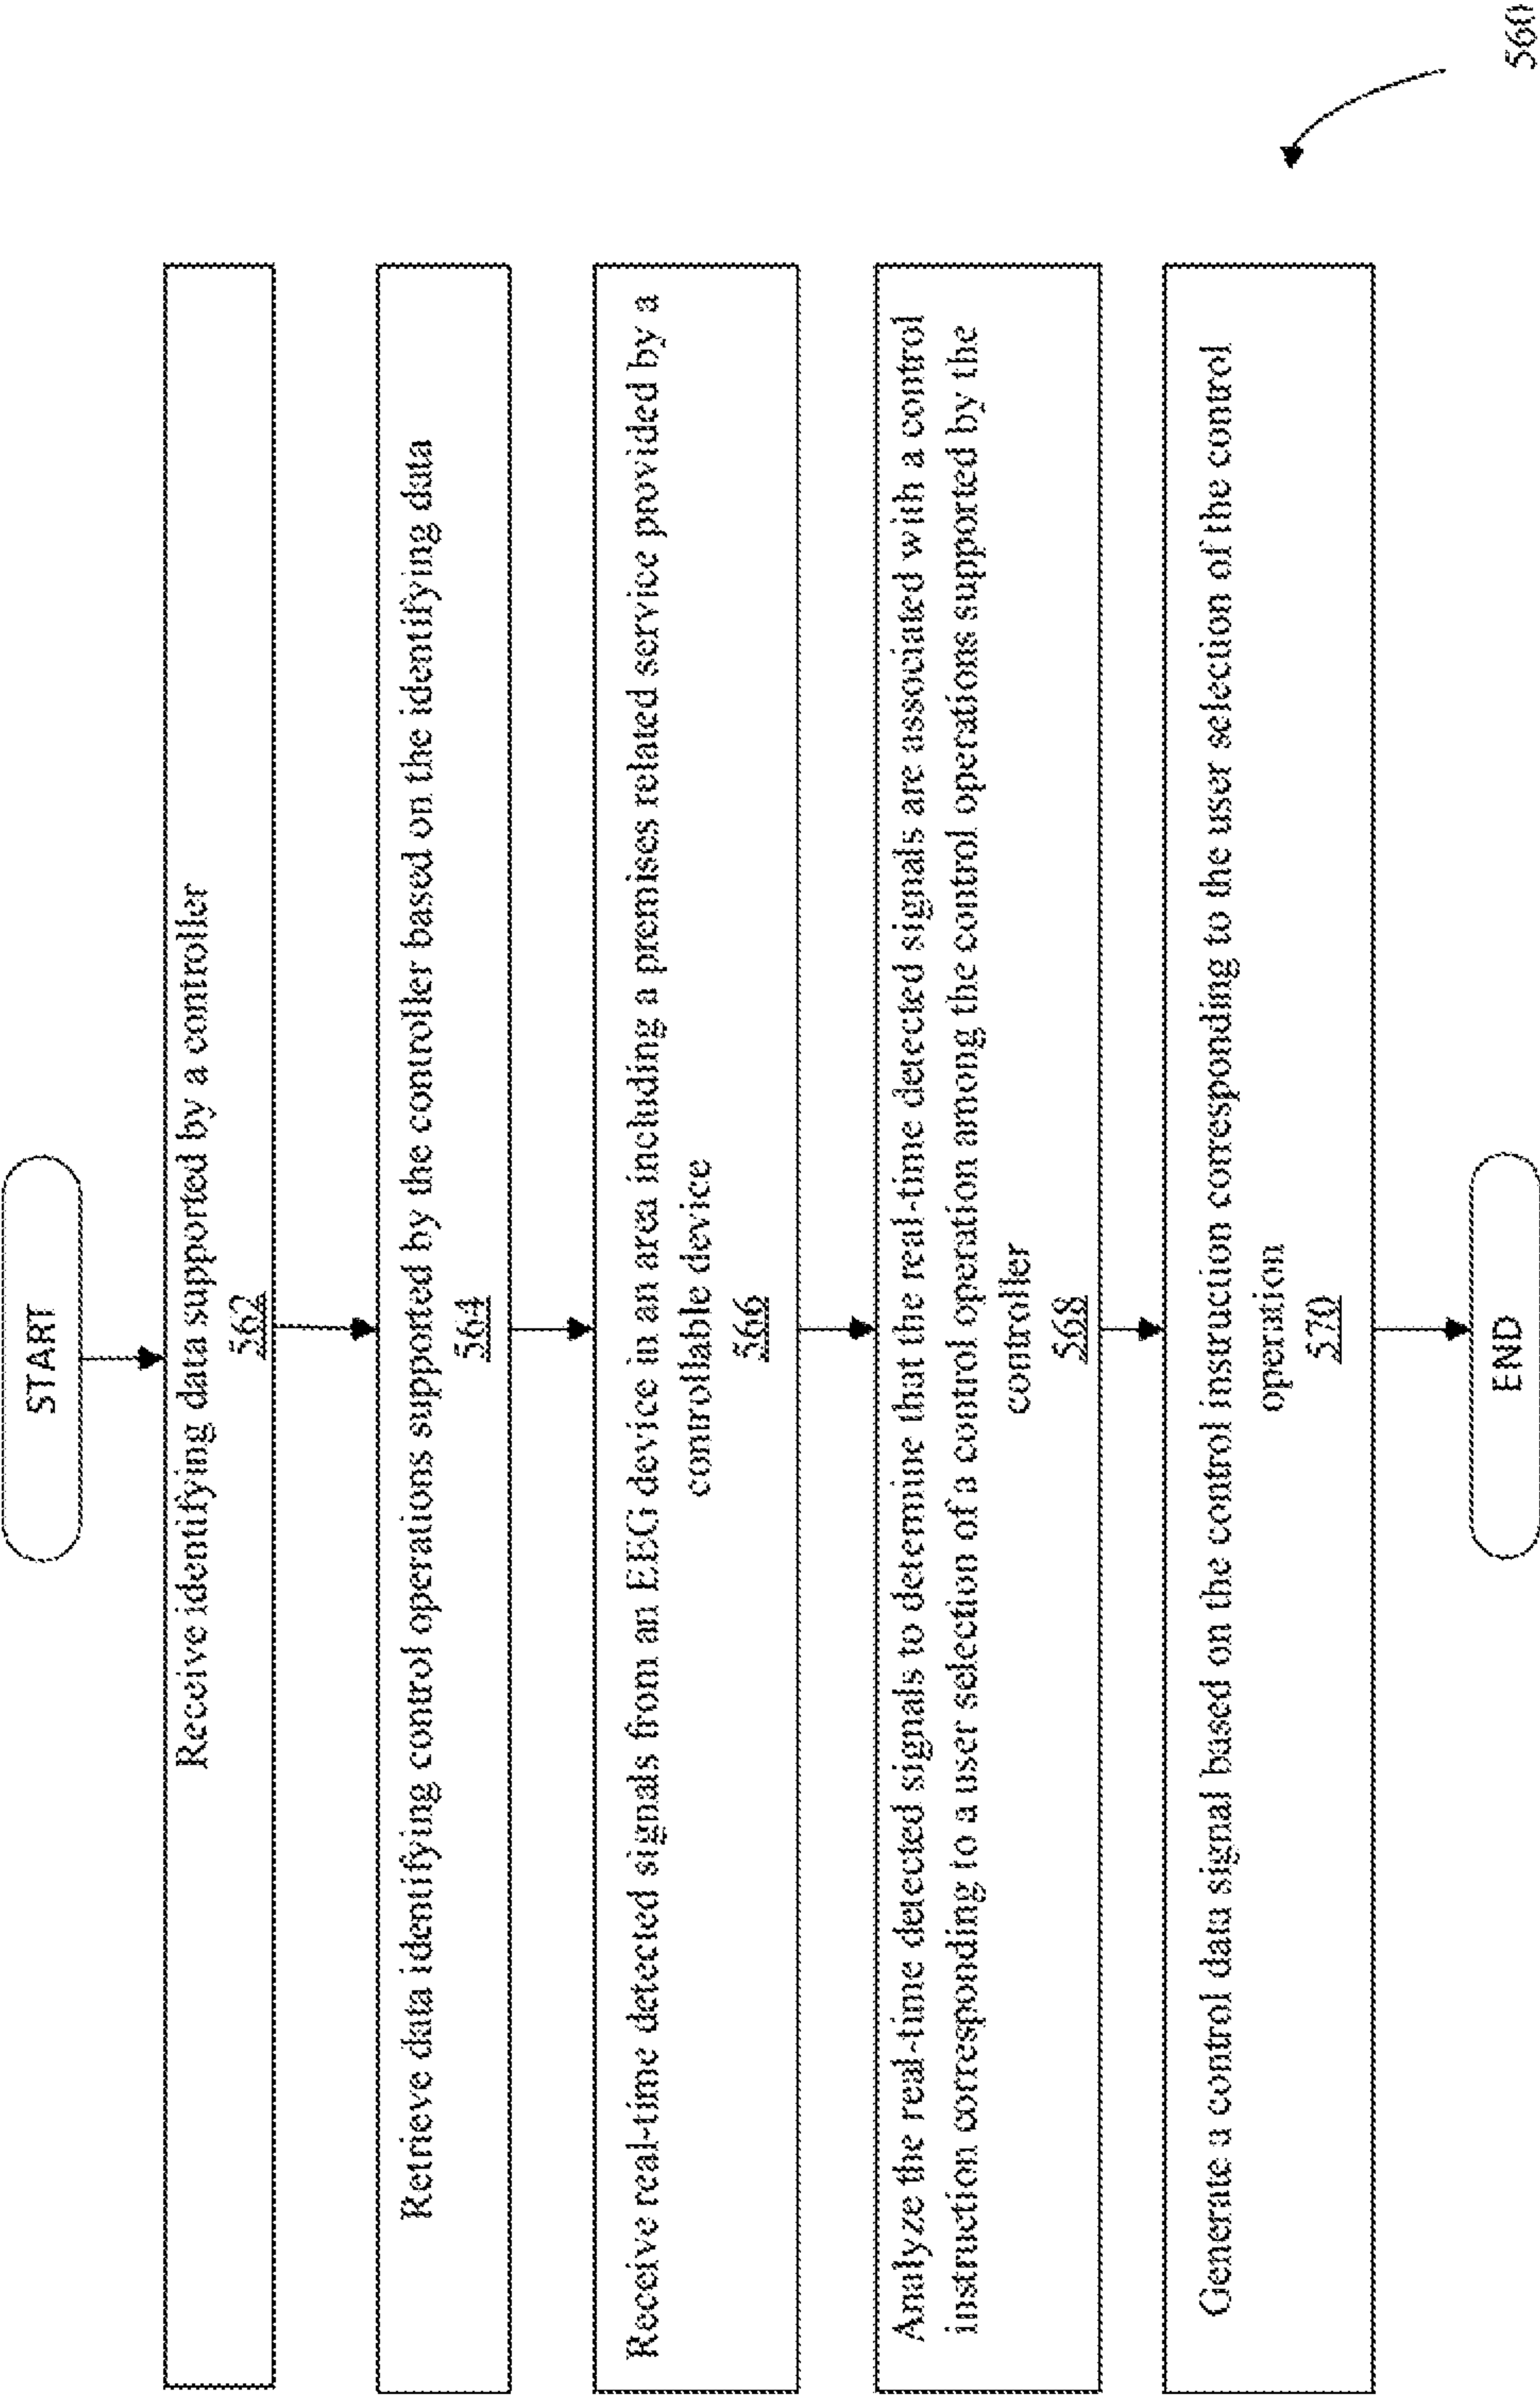 START
Receive identifying data supported by a controller
562
Retrieve data identifying control operations supported by the controller based on the identifying data
564
Receive real-time detected signals from an EEG device in an area including a premises related service provided by a
controllable device
566
Analyze the real-time detected signals to determine that the real-time detected signals are associated with a control
instruction corresponding to a user selection of a control operation among the control operations supported by the
controller
568
Generate a control data signal based on the control instruction corresponding to the user selection of the control
operation
570
END
560